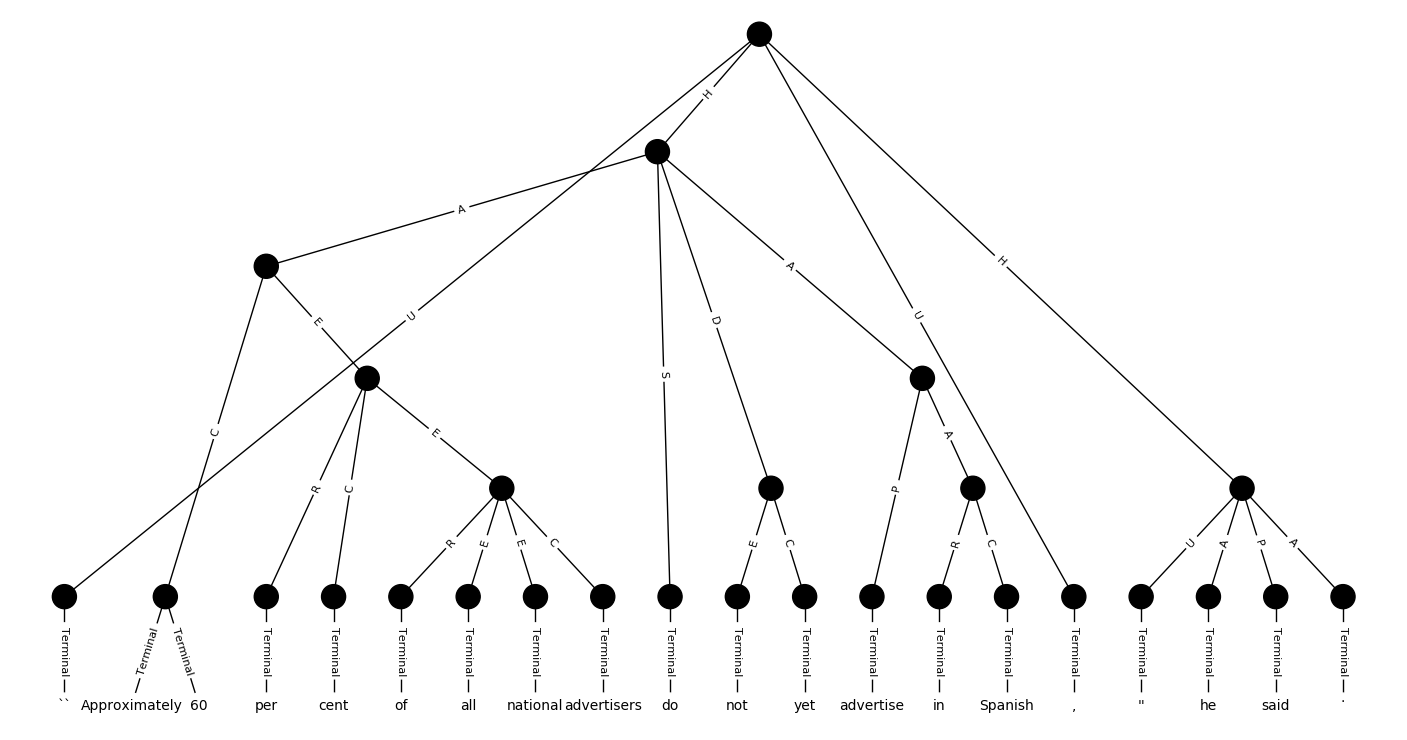 H
A
H
A
U
U
E
D
S
C
E
A
R
C
P
R
E
E
C
E
C
R
C
U
A
P
A
Terminal Terminal Terminal Terminal Terminal Terminal Terminal Terminal Terminal Terminal Terminal Terminal Terminal Terminal Terminal Terminal Terminal Terminal Terminal Terminal
`` Approximately 60 per cent of all national advertisers do not yet advertise in Spanish , " he said .